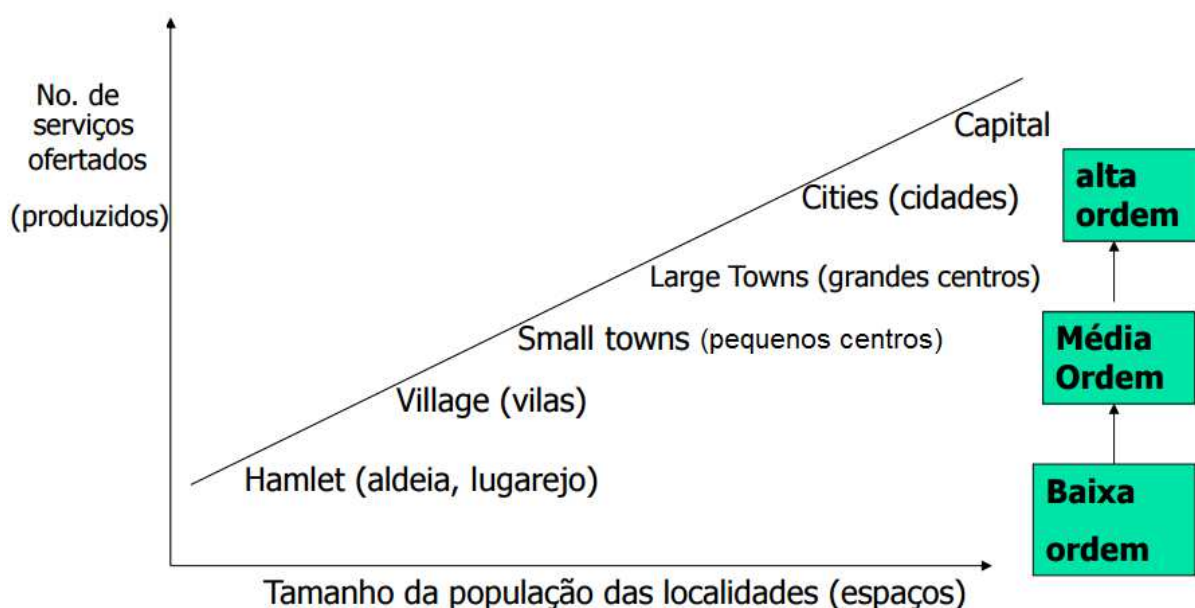 No. de
serviços
ofertados
(produzidos)
Capital
Cities (cidades)
Large Towns (grandes centros)
Small towns (pequenos centros)
Village (vilas)
Hamlet (aldeia, lugarejo)
alta
ordem
Média
Ordem
Baixa
ordem
Tamanho da população das localidades (espaços)